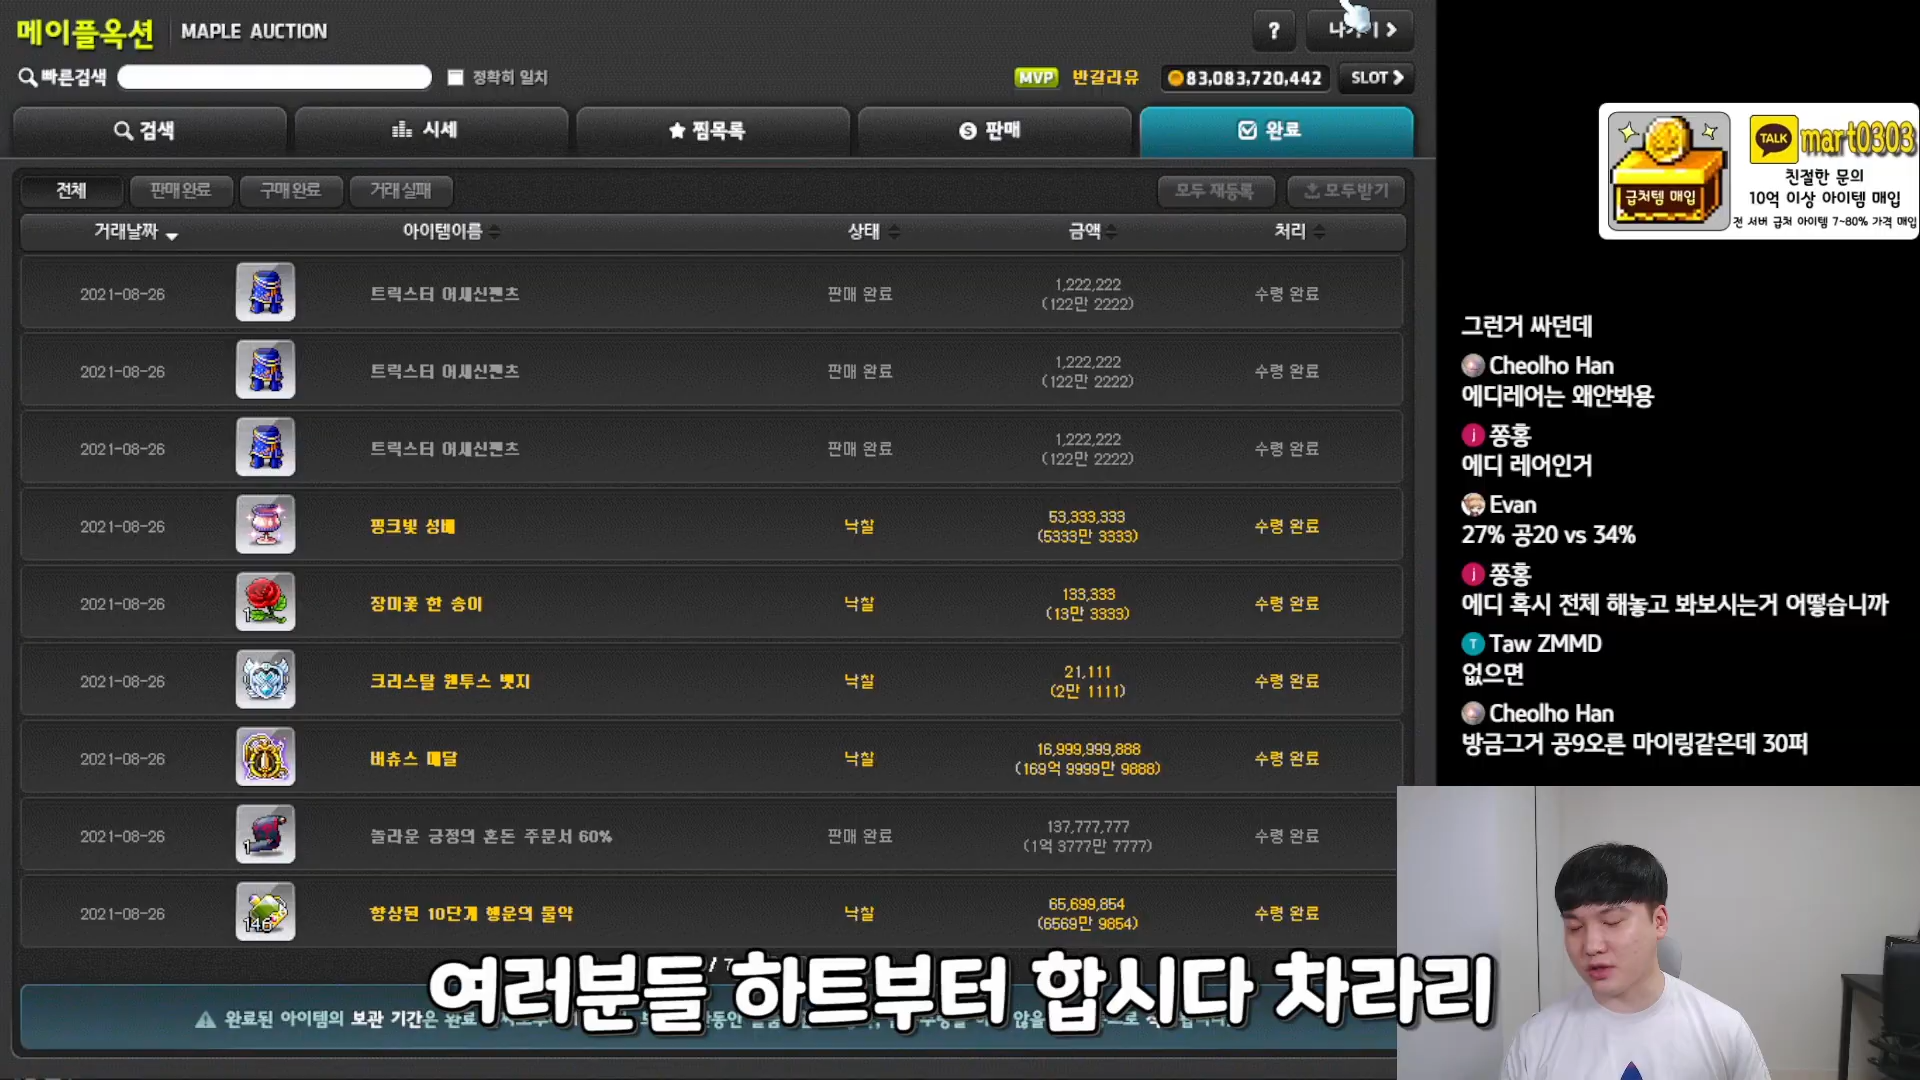 메이플옥션 MAPLE AUCTION
?
빠른검색
정확히 일치
MVP 반갈라유 83,083,720,442 SLOT
검색 시세 찜목록 판매 완료
전체 판매 완료 구매 완료 거래 실패 모두 재등록 모두받기
거래날짜 아이템이름 상태 금액 처리
2021-08-26 트릭스터 어새신팬츠 판매 완료 1,222,222 수령 완료
(122만 2222)
2021-08-26 트릭스터 어새신팬츠 판매 완료 1,222,222 수령 완료
(122만 2222)
2021-08-26 트릭스터 어새신팬츠 판매 완료 1,222,222 수령 완료
(122만 2222)
2021-08-26 핑크빛 성배 낙찰 53,333,333 수령 완료
(5333만 3333)
2021-08-26 1 장미꽃 한 송이 낙찰 133,333 수령 완료
(13만 3333)
2021-08-26 크리스탈 웬투스 뱃지 낙찰 21,111 수령 완료
(2만 1111)
2021-08-26 버츄스 메달 낙찰 16,999,999,888 수령 완료
(169억 9999만 9888)
2021-08-26 1 놀라운 긍정의 혼돈 주문서 60% 판매 완료 137,777,777 수령 완료
(1억 3777만 7777)
2021-08-26 146 향상된 10단계 행운의 물약 낙찰 65,699,854 수령 완료
(6569만 9854)
/ 7
완료된 아이템의 보관 기간은 완료
여러분들 하트부터 합시다 차라리
급처템 매입
TALK mart0303
친절한 문의
10억 이상 아이템 매입
전 서버 급처 아이템 7~80% 가격 매입
그런거 싸던데
Cheolho Han
에디레어는 왜안봐용
j 쫑홍
에디 레어인거
Evan
27% 공20 vs 34%
j 쫑홍
에디 혹시 전체 해놓고 봐보시는거 어떻습니까
T Taw ZMMD
없으면
Cheolho Han
방금그거 공9오른 마이링같은데 30퍼